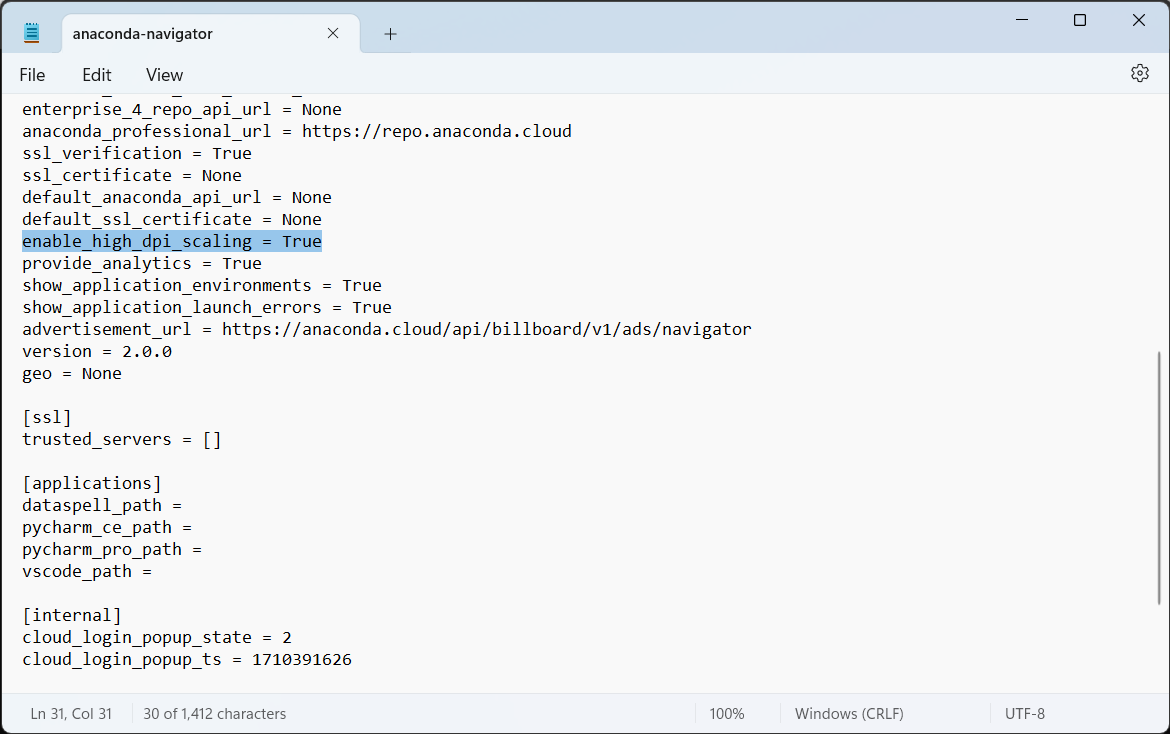 anaconda-navigator
File Edit View
enterprise_4_repo_api_url = None
anaconda_professional_url = https://repo.anaconda.cloud
ssl_verification = True
ssl_certificate = None
default_anaconda_api_url = None
default_ssl_certificate = None
enable_high_dpi_scaling = True
provide_analytics = True
show_application_environments = True
show_application_launch_errors = True
advertisement_url = https://anaconda.cloud/api/billboard/v1/ads/navigator
version = 2.0.0
geo = None
[ssl]
trusted_servers = []
[applications]
dataspell_path =
pycharm_ce_path =
pycharm_pro_path =
vscode_path =
[internal]
cloud_login_popup_state = 2
cloud_login_popup_ts = 1710391626
Ln 31, Col 31 30 of 1,412 characters 100% Windows (CRLF) UTF-8